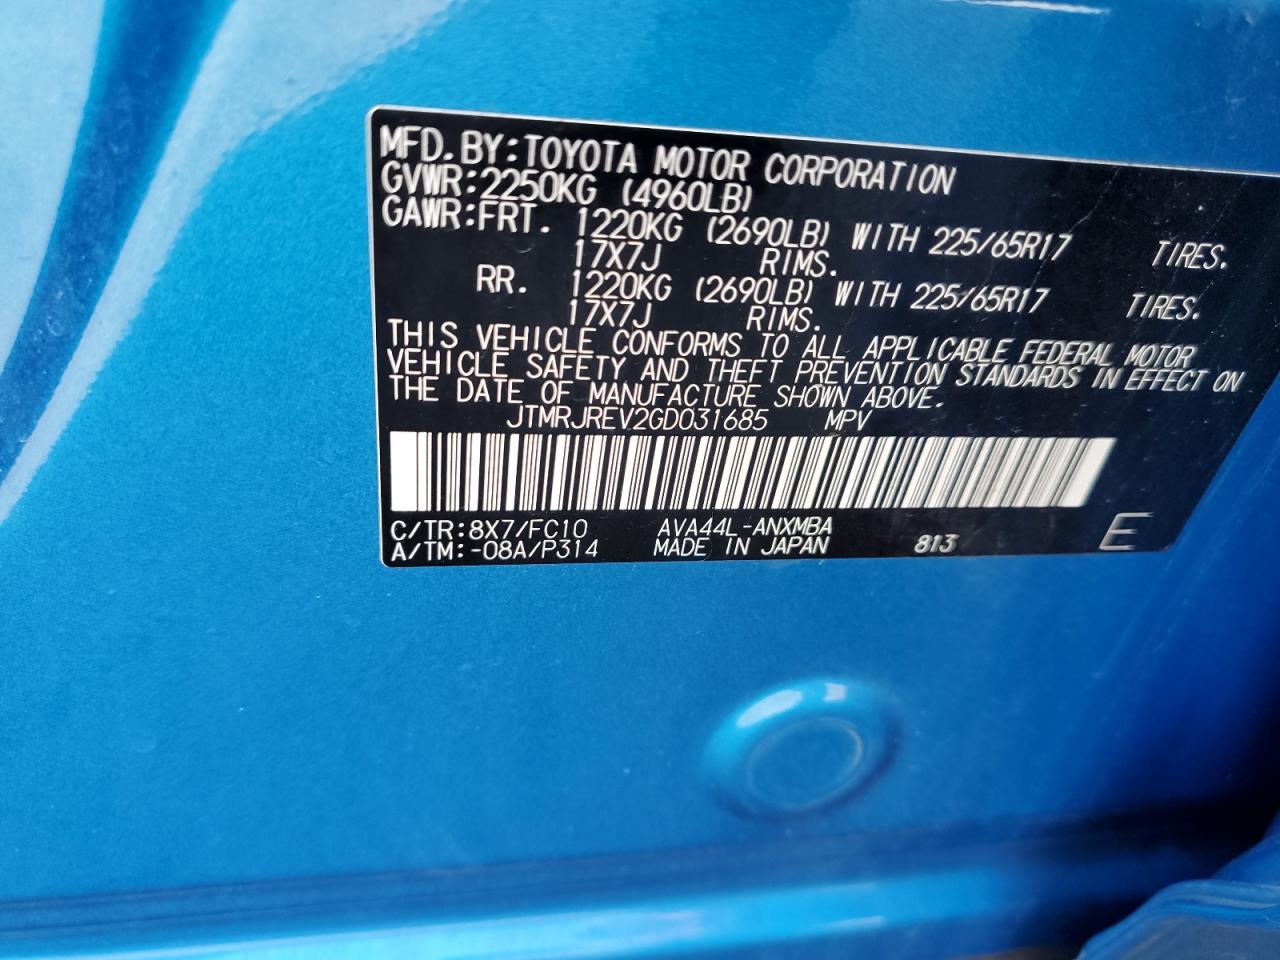 MFD. BY: TOYOTA MOTOR CORPORATION
GVWR: 2250KG (4960LB)
GAWR: FRT. 1220KG (2690LB) WITH 225/65R17 TIRES.
17X7J RIMS.
RR. 1220KG (2690LB) WITH 225/65R17 TIRES.
17X7J RIMS.
THIS VEHICLE CONFORMS TO ALL APPLICABLE FEDERAL MOTOR
VEHICLE SAFETY AND THEFT PREVENTION STANDARDS IN EFFECT ON
THE DATE OF MANUFACTURE SHOWN ABOVE.
JTMRJREV2GD031685 MPV
C/TR: 8X7/FC10 AVA44L-ANXMBA
A/TM: -08A/P314 MADE IN JAPAN 813 E